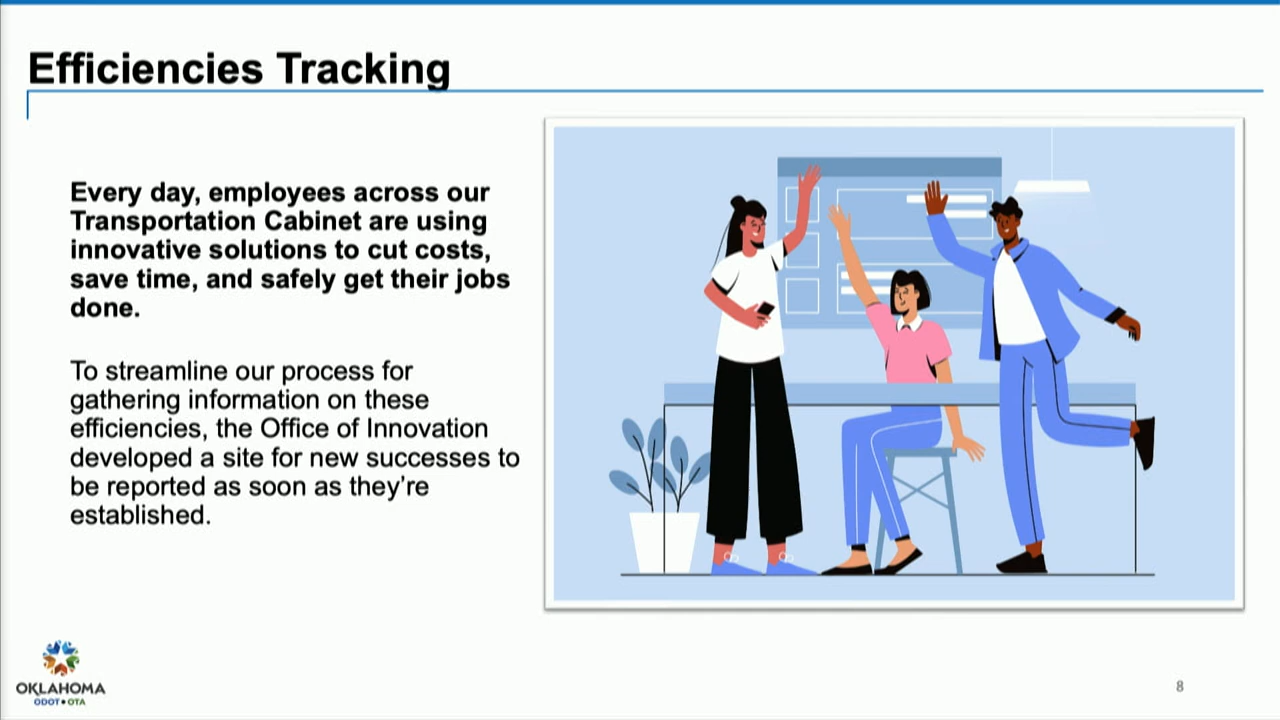 Efficiencies Tracking
Every day, employees across our
Transportation Cabinet are using
innovative solutions to cut costs,
save time, and safely get their jobs
done.
To streamline our process for
gathering information on these
efficiencies, the Office of Innovation
developed a site for new successes to
be reported as soon as they’re
established.
OKLAHOMA
ODOT • OTA
8